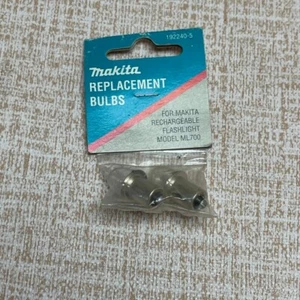 192240-5
makita
REPLACEMENT
BULBS
FOR MAKITA
RECHARGEABLE
FLASHLIGHT
MODEL ML700